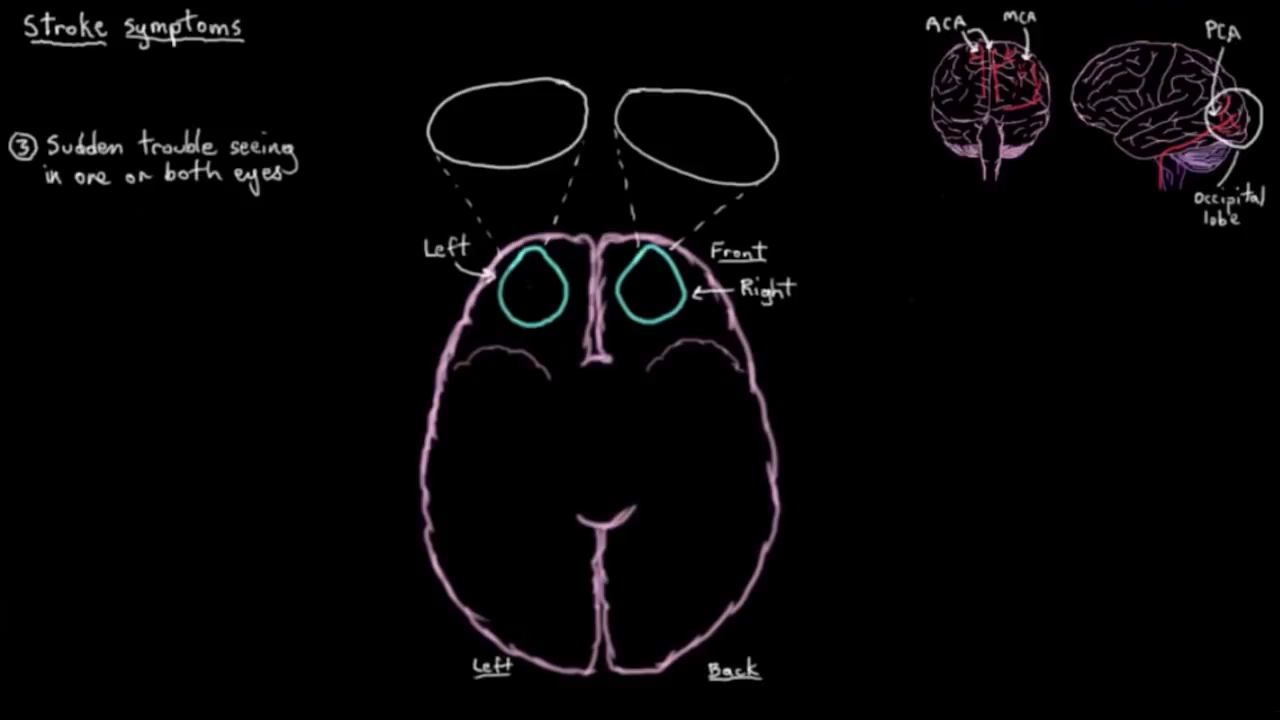 Stroke symptoms
③ Sudden trouble seeing
in one or both eyes
ACA
MCA
PCA
Occipital
lobe
Left
Front
Right
Left
Back